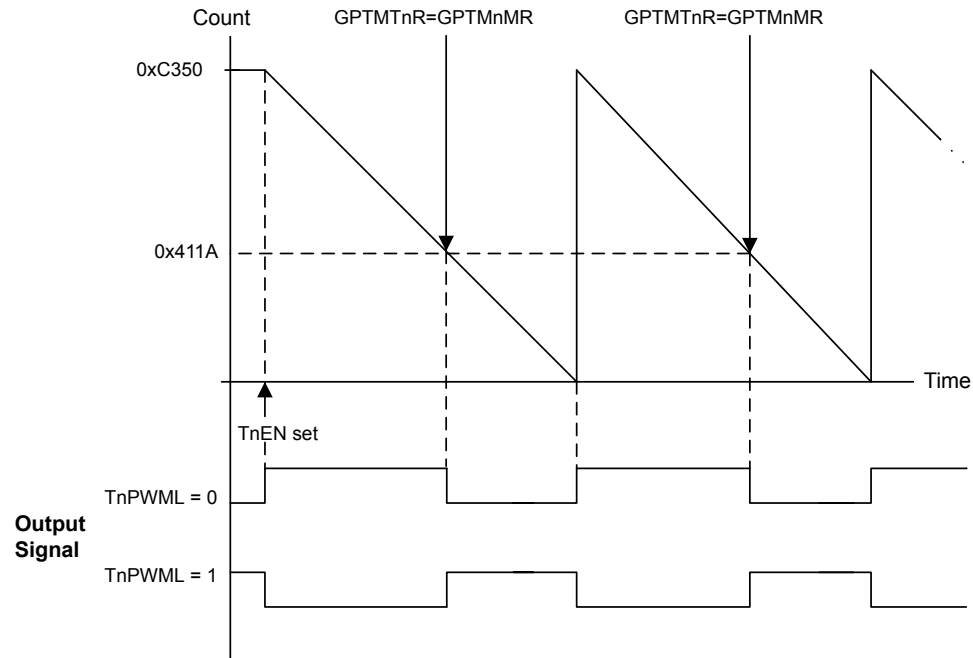 Count
GPTMTnR=GPTMnMR
GPTMTnR=GPTMnMR
0xC350
0x411A
Time
TnEN set
TnPWML = 0
Output
Signal
TnPWML = 1